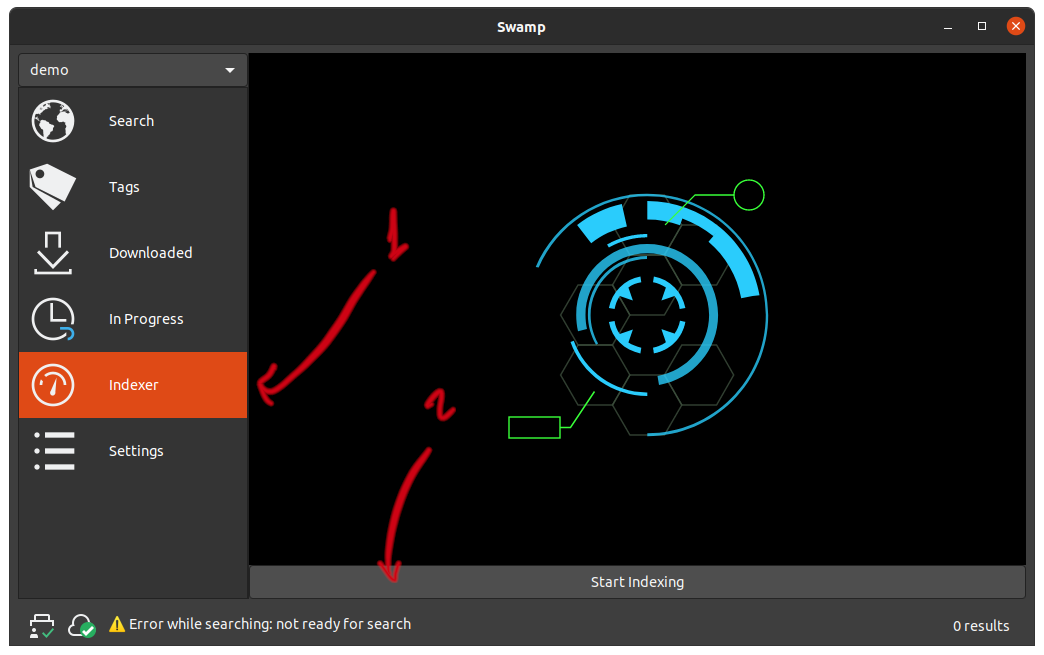 Swamp
demo
Search
Tags
Downloaded
In Progress
Indexer
Settings
1
2
Start Indexing
Error while searching: not ready for search
0 results